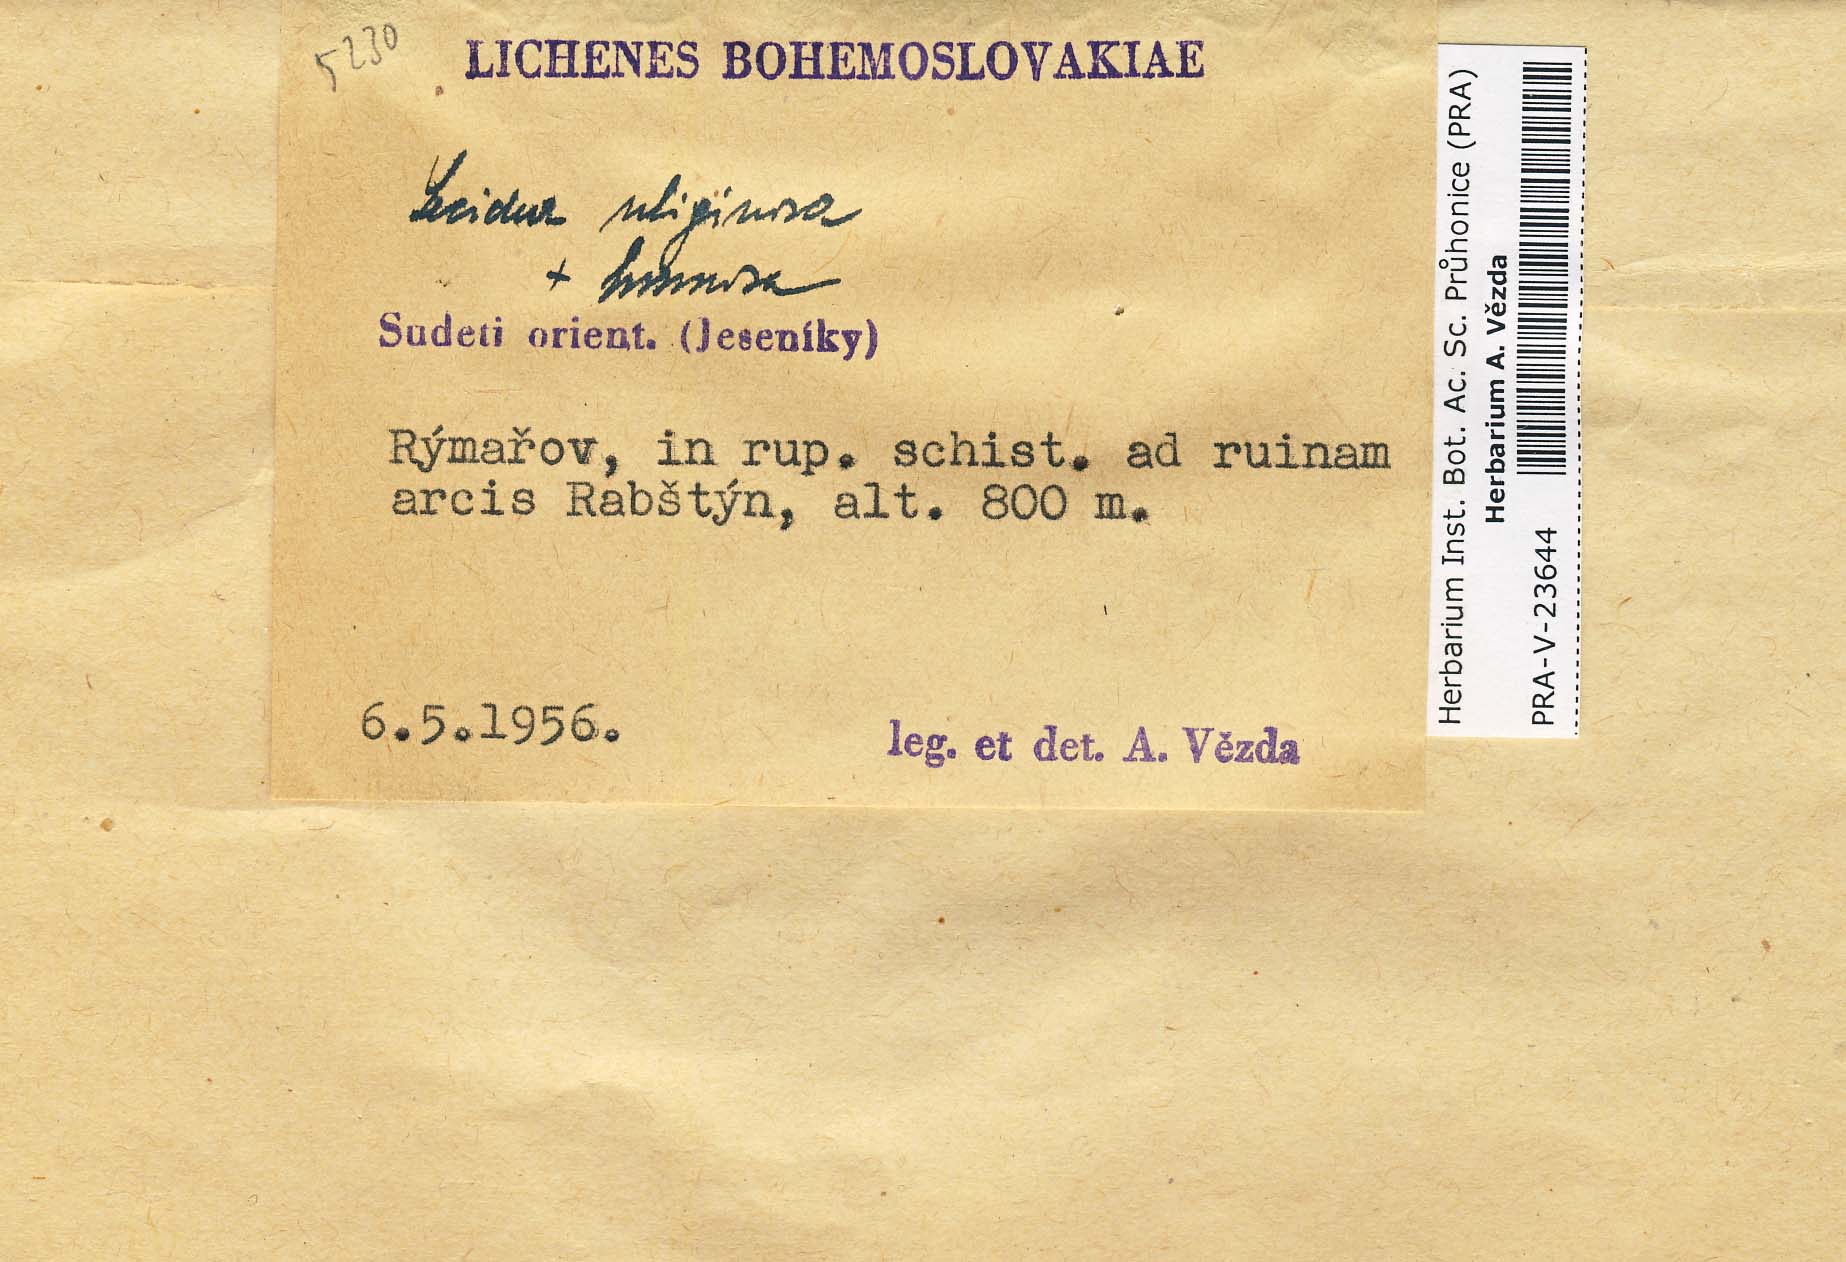 5230
LICHENES BOHEMOSLOVAKIAE
Lecidea uliginosa
+ humosa
Sudeti orient. (Jeseníky)
Rýmařov, in rup. schist. ad ruinam
arcis Rabštýn, alt. 800 m.
6.5.1956.
leg. et det. A. Vězda
Herbarium Inst. Bot. Ac. Sc. Průhonice (PRA)
Herbarium A. Vězda
PRA-V-23644